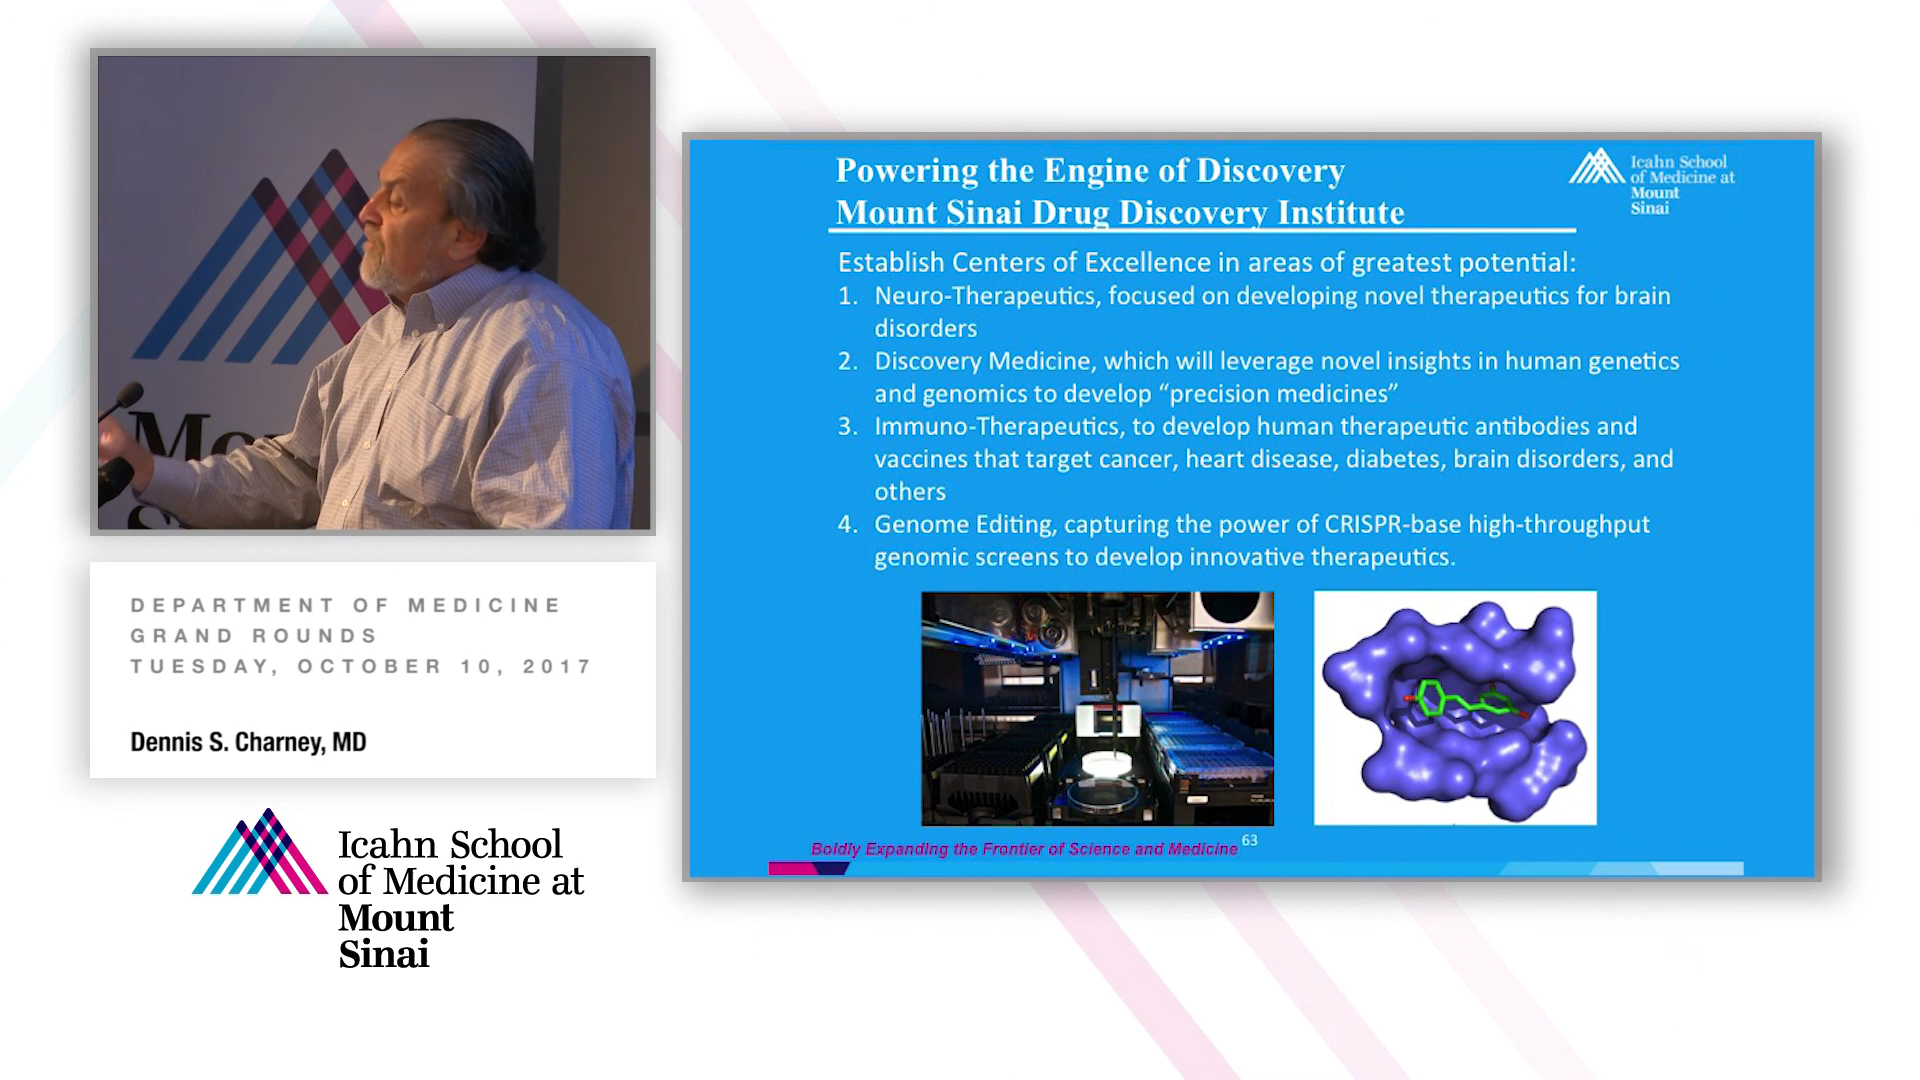 Mo
S
DEPARTMENT OF MEDICINE
GRAND ROUNDS
TUESDAY, OCTOBER 10, 2017
Dennis S. Charney, MD
Icahn School
of Medicine at
Mount
Sinai
Powering the Engine of Discovery
Mount Sinai Drug Discovery Institute
Icahn School
of Medicine at
Mount
Sinai
Establish Centers of Excellence in areas of greatest potential:
1. Neuro-Therapeutics, focused on developing novel therapeutics for brain
disorders
2. Discovery Medicine, which will leverage novel insights in human genetics
and genomics to develop “precision medicines”
3. Immuno-Therapeutics, to develop human therapeutic antibodies and
vaccines that target cancer, heart disease, diabetes, brain disorders, and
others
4. Genome Editing, capturing the power of CRISPR-base high-throughput
genomic screens to develop innovative therapeutics.
Boldly Expanding the Frontier of Science and Medicine 63